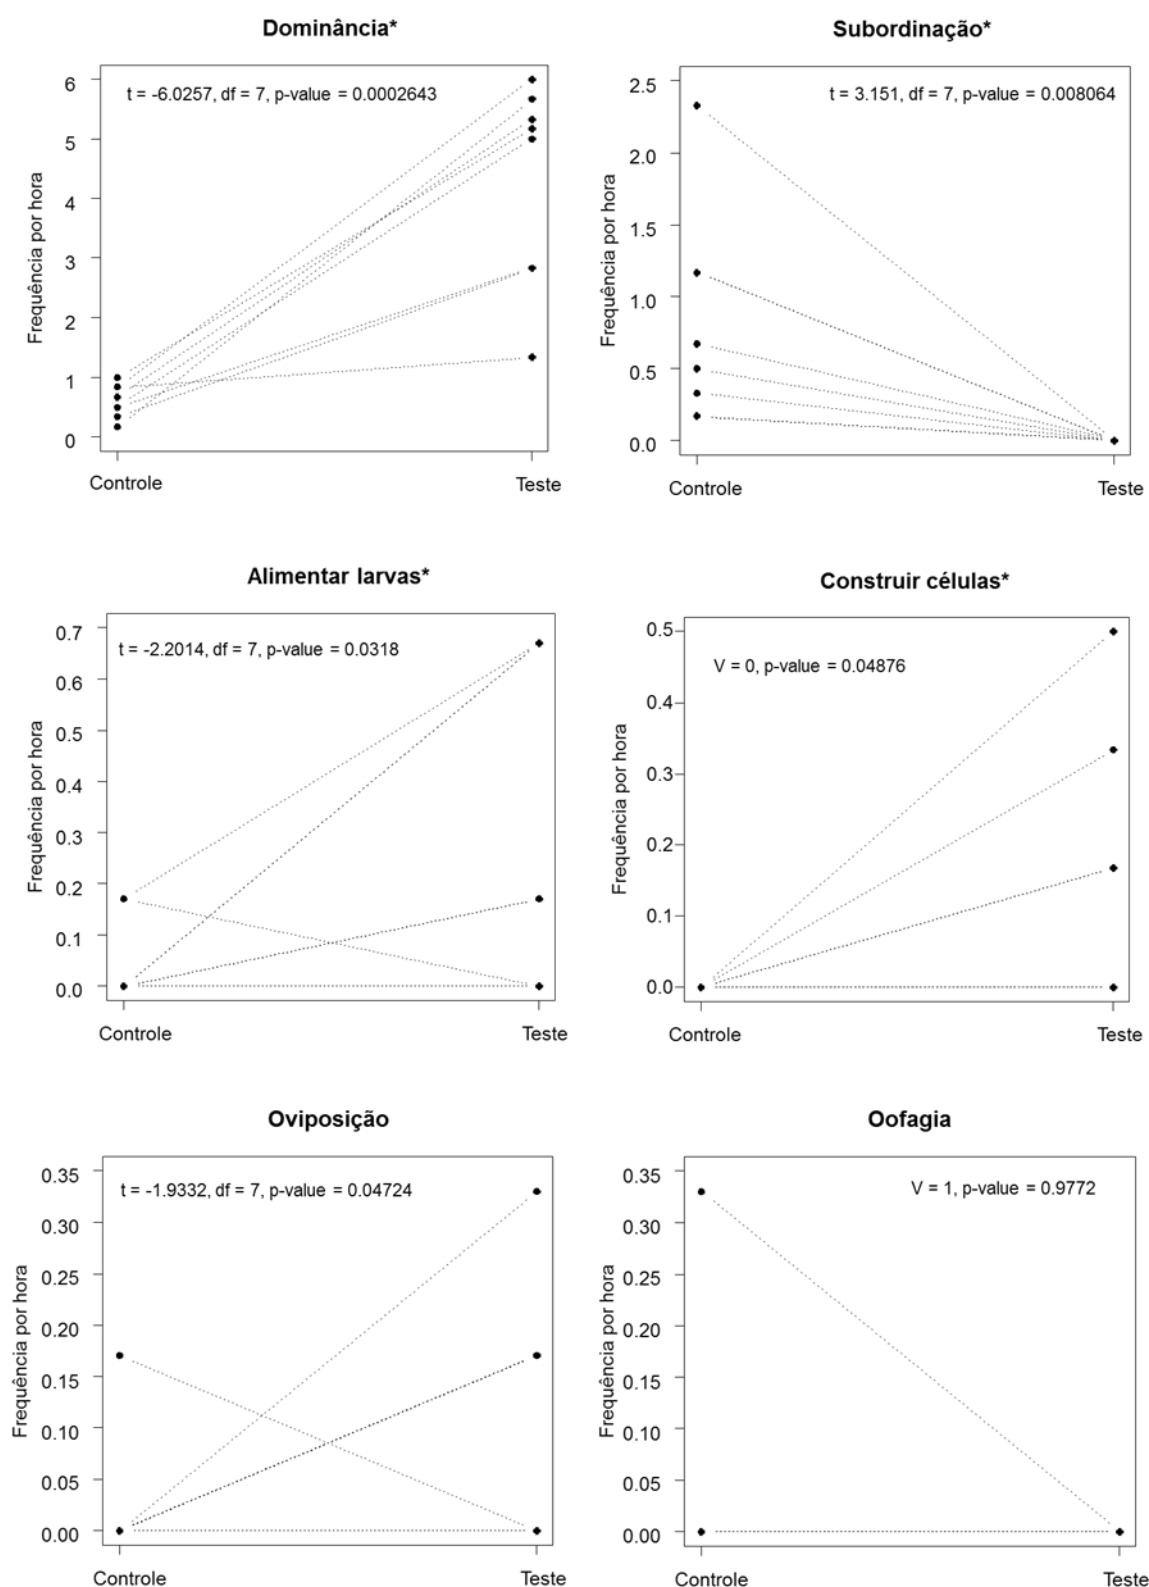 Dominância*
t = -6.0257, df = 7, p-value = 0.0002643
Frequência por hora
6
5
4
3
2
1
0
Controle
Teste
Subordinação*
t = 3.151, df = 7, p-value = 0.008064
Frequência por hora
2.5
2.0
1.5
1.0
0.5
0.0
Controle
Teste
Alimentar larvas*
t = -2.2014, df = 7, p-value = 0.0318
Frequência por hora
0.7
0.6
0.5
0.4
0.3
0.2
0.1
0.0
Controle
Teste
Construir células*
V = 0, p-value = 0.04876
Frequência por hora
0.5
0.4
0.3
0.2
0.1
0.0
Controle
Teste
Oviposição
t = -1.9332, df = 7, p-value = 0.04724
Frequência por hora
0.35
0.30
0.25
0.20
0.15
0.10
0.05
0.00
Controle
Teste
Oofagia
V = 1, p-value = 0.9772
Frequência por hora
0.35
0.30
0.25
0.20
0.15
0.10
0.05
0.00
Controle
Teste